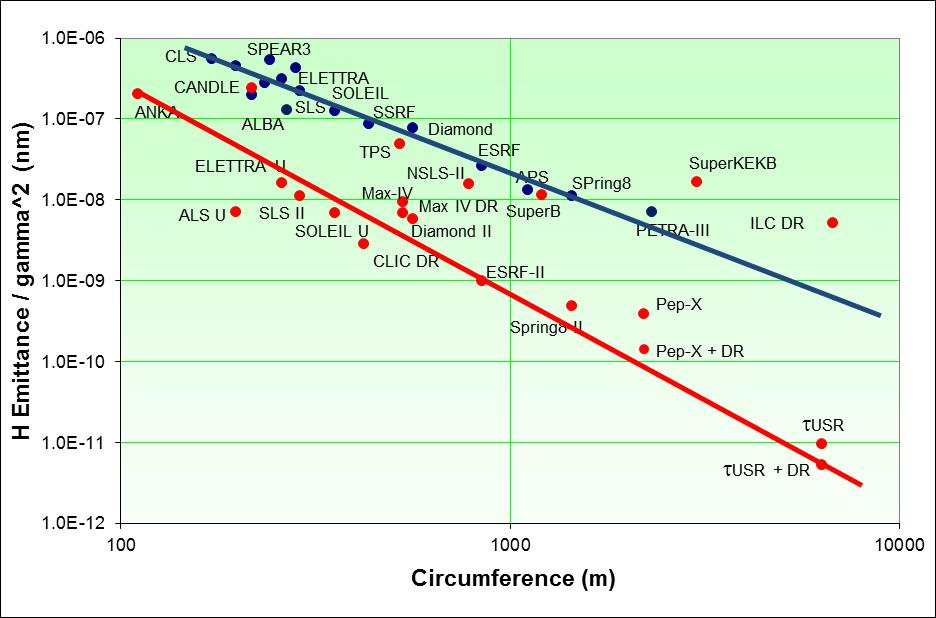 1.0E-06
1.0E-07
1.0E-08
1.0E-09
1.0E-10
1.0E-11
1.0E-12
H Emittance / gamma^2 (nm)
CLS
SPEAR3
CANDLE
ELETTRA
SOLEIL
ANKA
SLS
SSRF
ALBA
Diamond
TPS
ESRF
ELETTRA U
NSLS-II
APS
SPring8
SuperKEKB
Max-IV
ALS U
SLS II
Max IV DR
SuperB
SOLEIL U
Diamond II
PETRA-III
ILC DR
CLIC DR
ESRF-II
Pep-X
Spring8-II
Pep-X + DR
τUSR
τUSR + DR
100
1000
10000
Circumference (m)